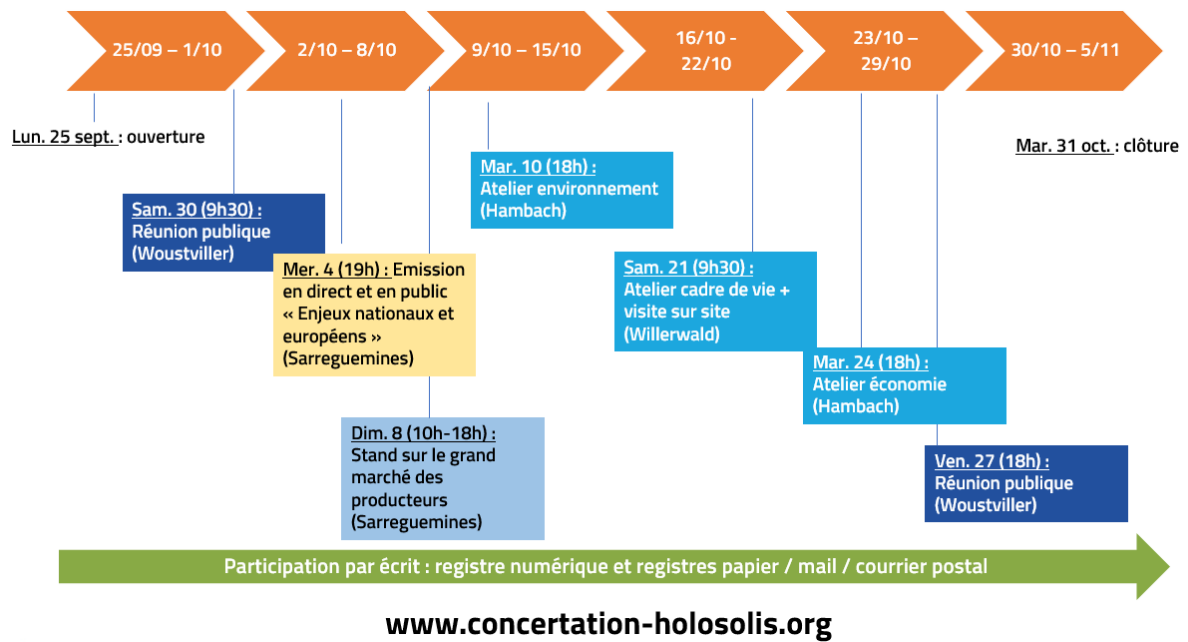 25/09 – 1/10
2/10 – 8/10
9/10 – 15/10
16/10 -
22/10
23/10 –
29/10
30/10 – 5/11
Lun. 25 sept. : ouverture
Mar. 31 oct. : clôture
Sam. 30 (9h30) :
Réunion publique
(Woustviller)
Mer. 4 (19h) : Emission
en direct et en public
« Enjeux nationaux et
européens »
(Sarreguemines)
Dim. 8 (10h-18h) :
Stand sur le grand
marché des
producteurs
(Sarreguemines)
Mar. 10 (18h) :
Atelier environnement
(Hambach)
Sam. 21 (9h30) :
Atelier cadre de vie +
visite sur site
(Willerwald)
Mar. 24 (18h) :
Atelier économie
(Hambach)
Ven. 27 (18h) :
Réunion publique
(Woustviller)
Participation par écrit : registre numérique et registres papier / mail / courrier postal
www.concertation-holosolis.org